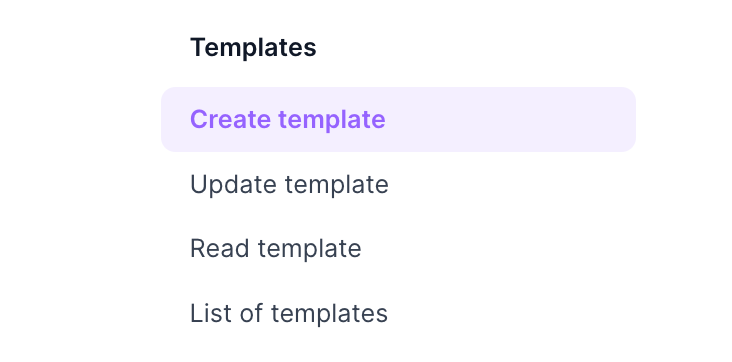 Templates
Create template
Update template
Read template
List of templates